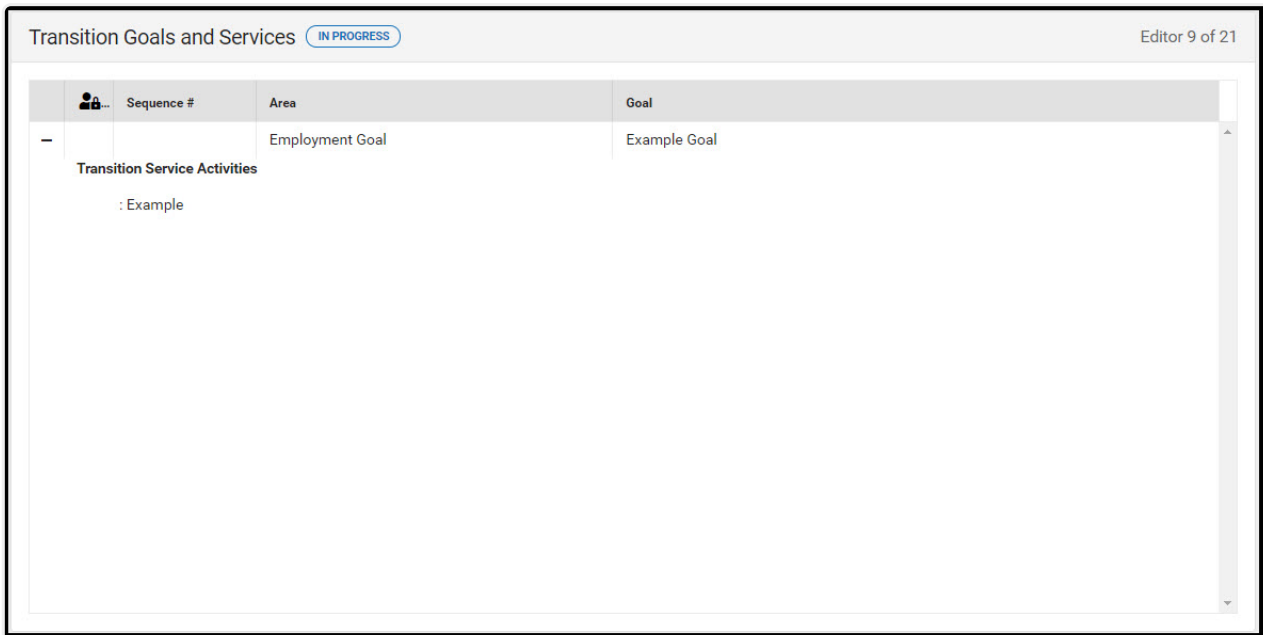 Transition Goals and Services IN PROGRESS Editor 9 of 21
... Sequence # Area Goal
Employment Goal Example Goal
Transition Service Activities
: Example